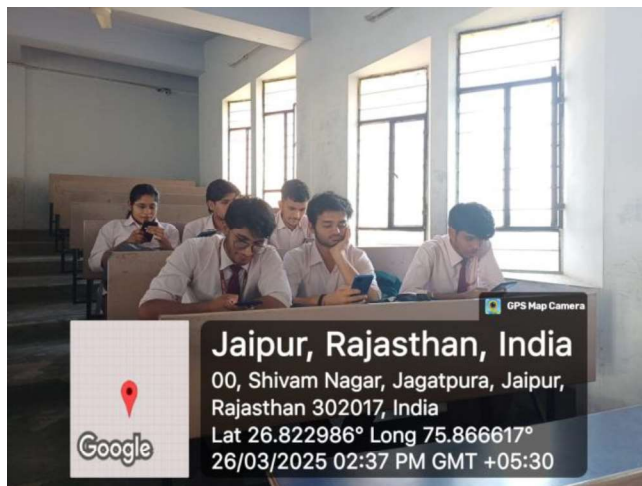 GPS Map Camera
Jaipur, Rajasthan, India
00, Shivam Nagar, Jagatpura, Jaipur,
Rajasthan 302017, India
Lat 26.822986° Long 75.866617°
26/03/2025 02:37 PM GMT +05:30
Google